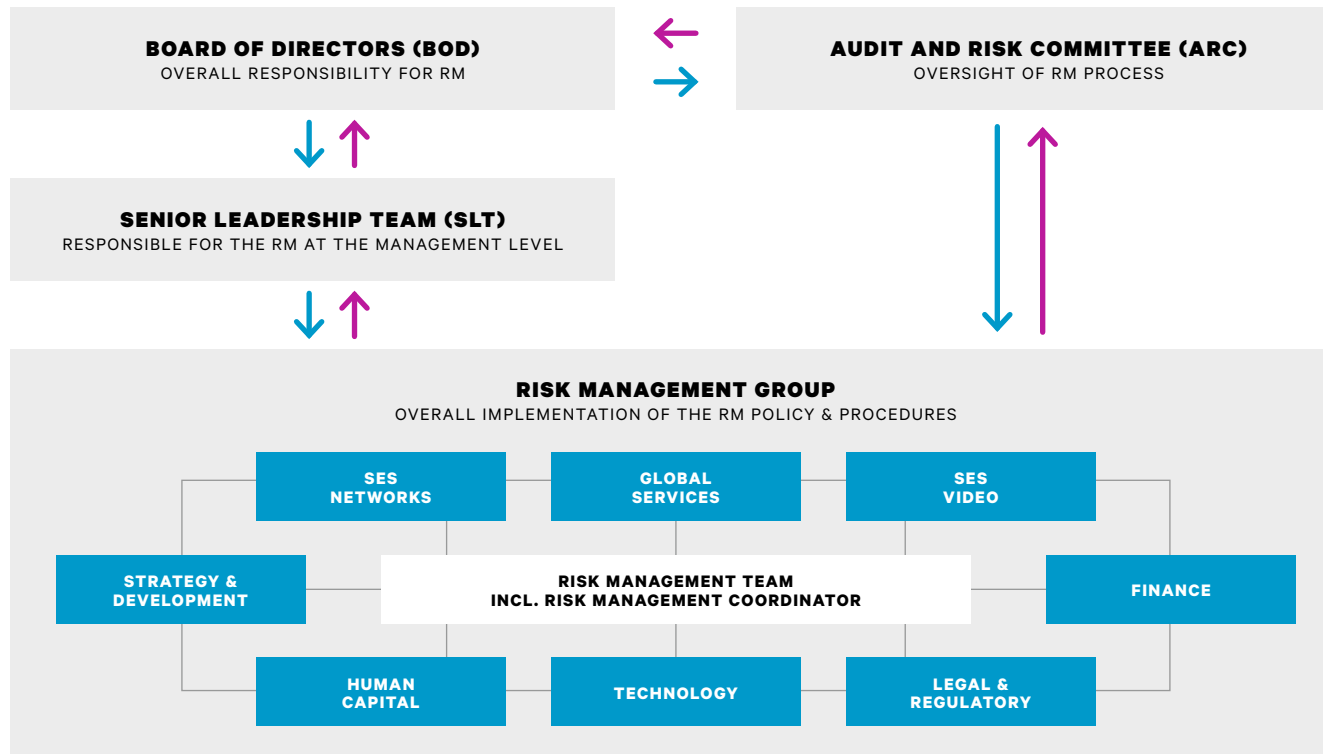 BOARD OF DIRECTORS (BOD)
OVERALL RESPONSIBILITY FOR RM
AUDIT AND RISK COMMITTEE (ARC)
OVERSIGHT OF RM PROCESS
SENIOR LEADERSHIP TEAM (SLT)
RESPONSIBLE FOR THE RM AT THE MANAGEMENT LEVEL
RISK MANAGEMENT GROUP
OVERALL IMPLEMENTATION OF THE RM POLICY & PROCEDURES
SES
NETWORKS
GLOBAL
SERVICES
SES
VIDEO
STRATEGY &
DEVELOPMENT
RISK MANAGEMENT TEAM
INCL. RISK MANAGEMENT COORDINATOR
FINANCE
HUMAN
CAPITAL
TECHNOLOGY
LEGAL &
REGULATORY